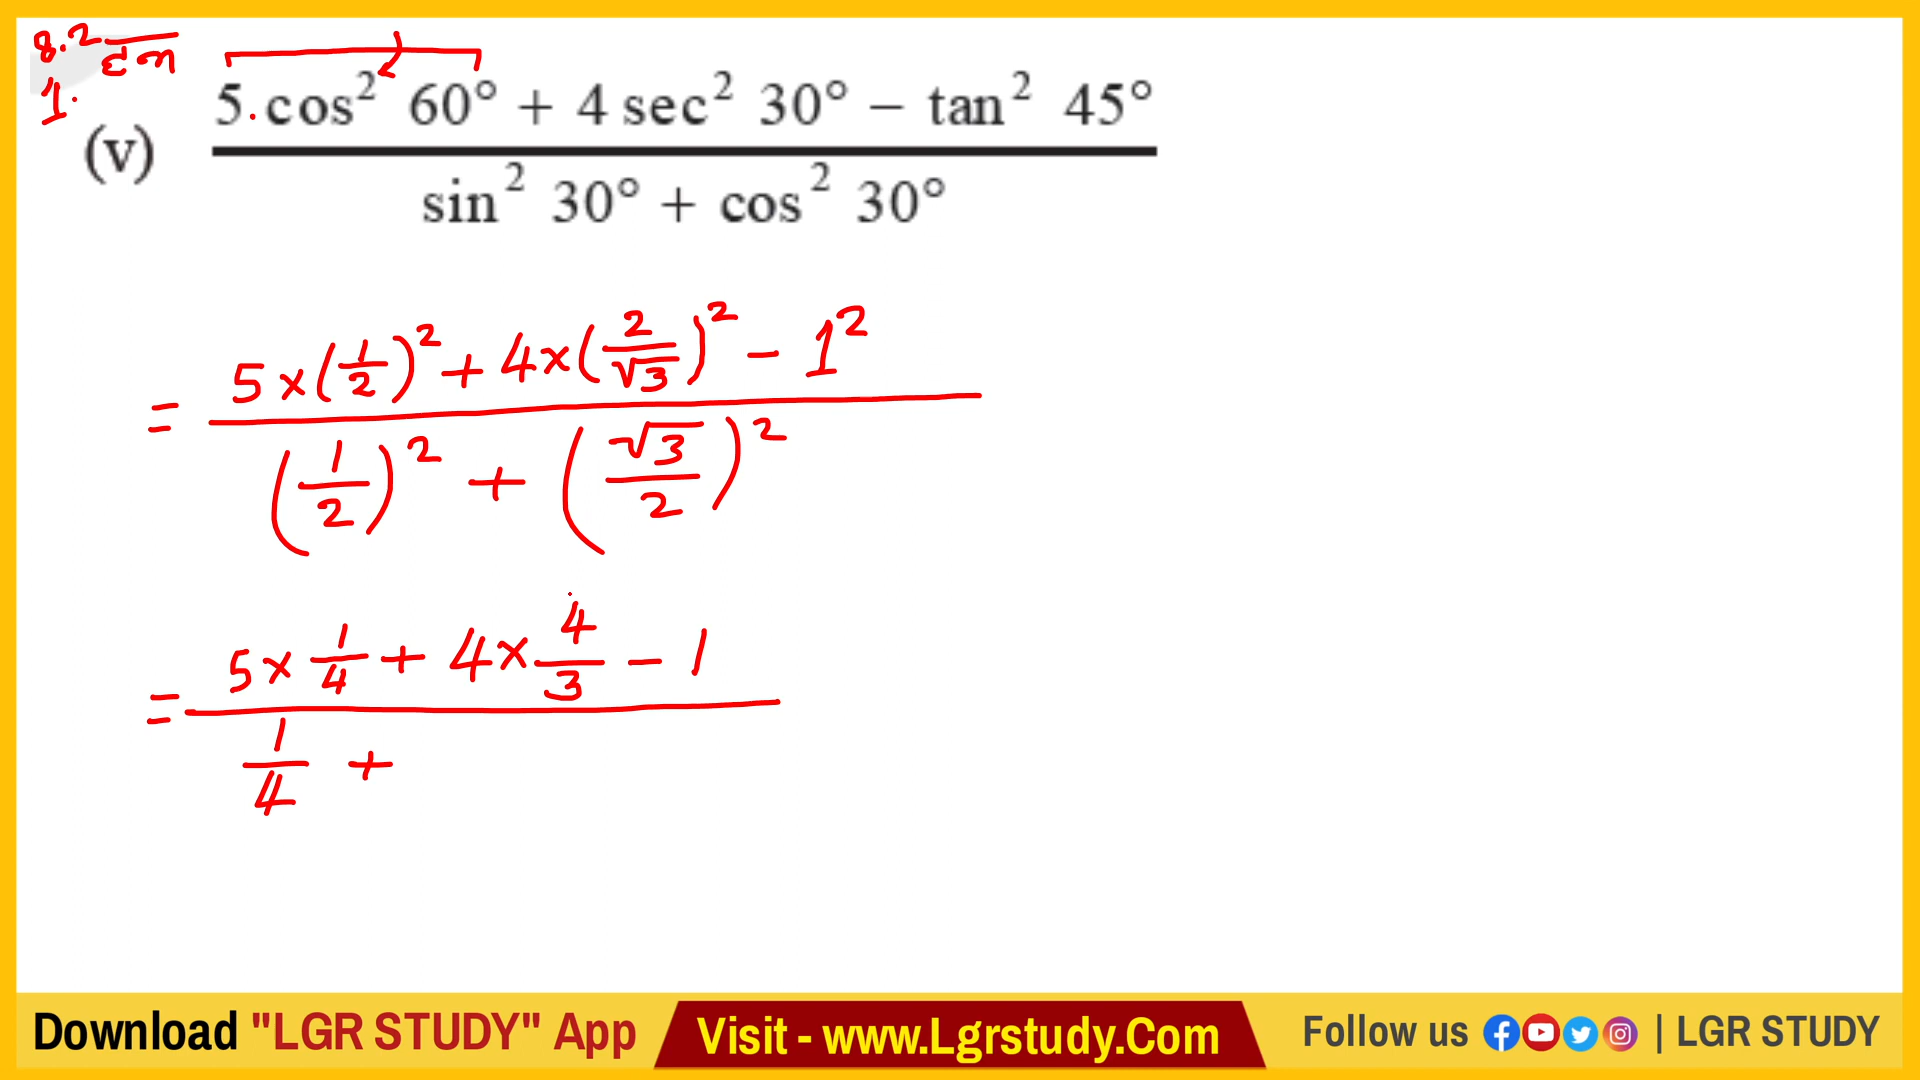 8.2
1.
(v) 5.cos² 60° + 4 sec² 30° − tan² 45°
sin² 30° + cos² 30°
= 5×(1/2)² + 4×(2/√3)² − 1²
(1/2)² + (√3/2)²
= 5× 1/4 + 4× 4/3 − 1
1/4 +
Download "LGR STUDY" App Visit - www.Lgrstudy.Com Follow us | LGR STUDY